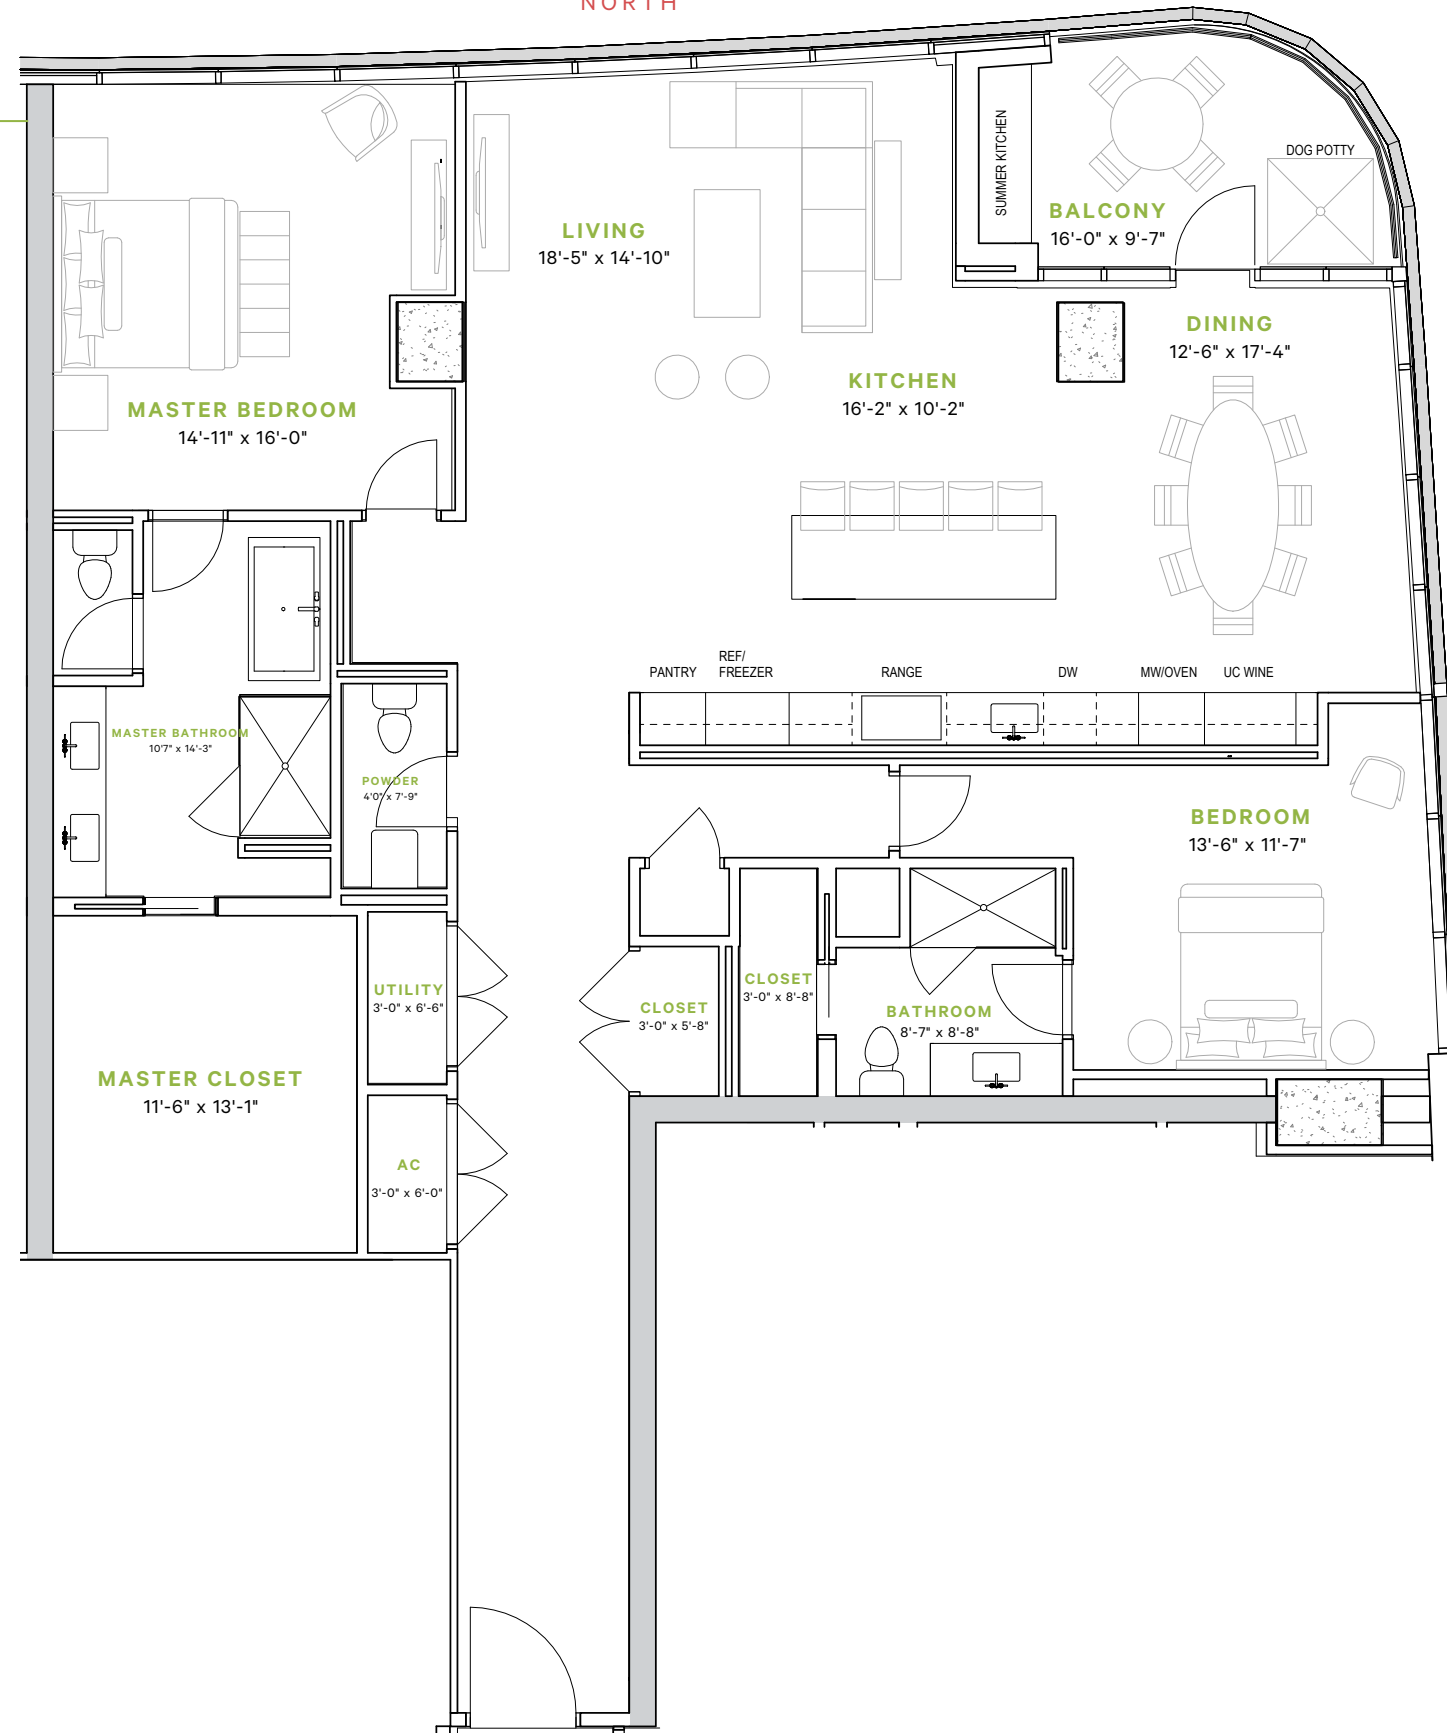 NORTH
SUMMER KITCHEN
DOG POTTY
BALCONY
16'-0" x 9'-7"
LIVING
18'-5" x 14'-10"
DINING
12'-6" x 17'-4"
KITCHEN
16'-2" x 10'-2"
MASTER BEDROOM
14'-11" x 16'-0"
PANTRY
REF/
FREEZER
RANGE
DW
MW/OVEN
UC WINE
MASTER BATHROOM
10'7" x 14'-3"
POWDER
4'0" x 7'-9"
BEDROOM
13'-6" x 11'-7"
UTILITY
3'-0" x 6'-6"
CLOSET
3'-0" x 5'-8"
CLOSET
3'-0" x 8'-8"
BATHROOM
8'-7" x 8'-8"
MASTER CLOSET
11'-6" x 13'-1"
AC
3'-0" x 6'-0"